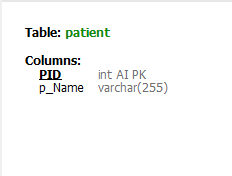 Table: patient
Columns:
PID int AI PK
p_Name varchar(255)